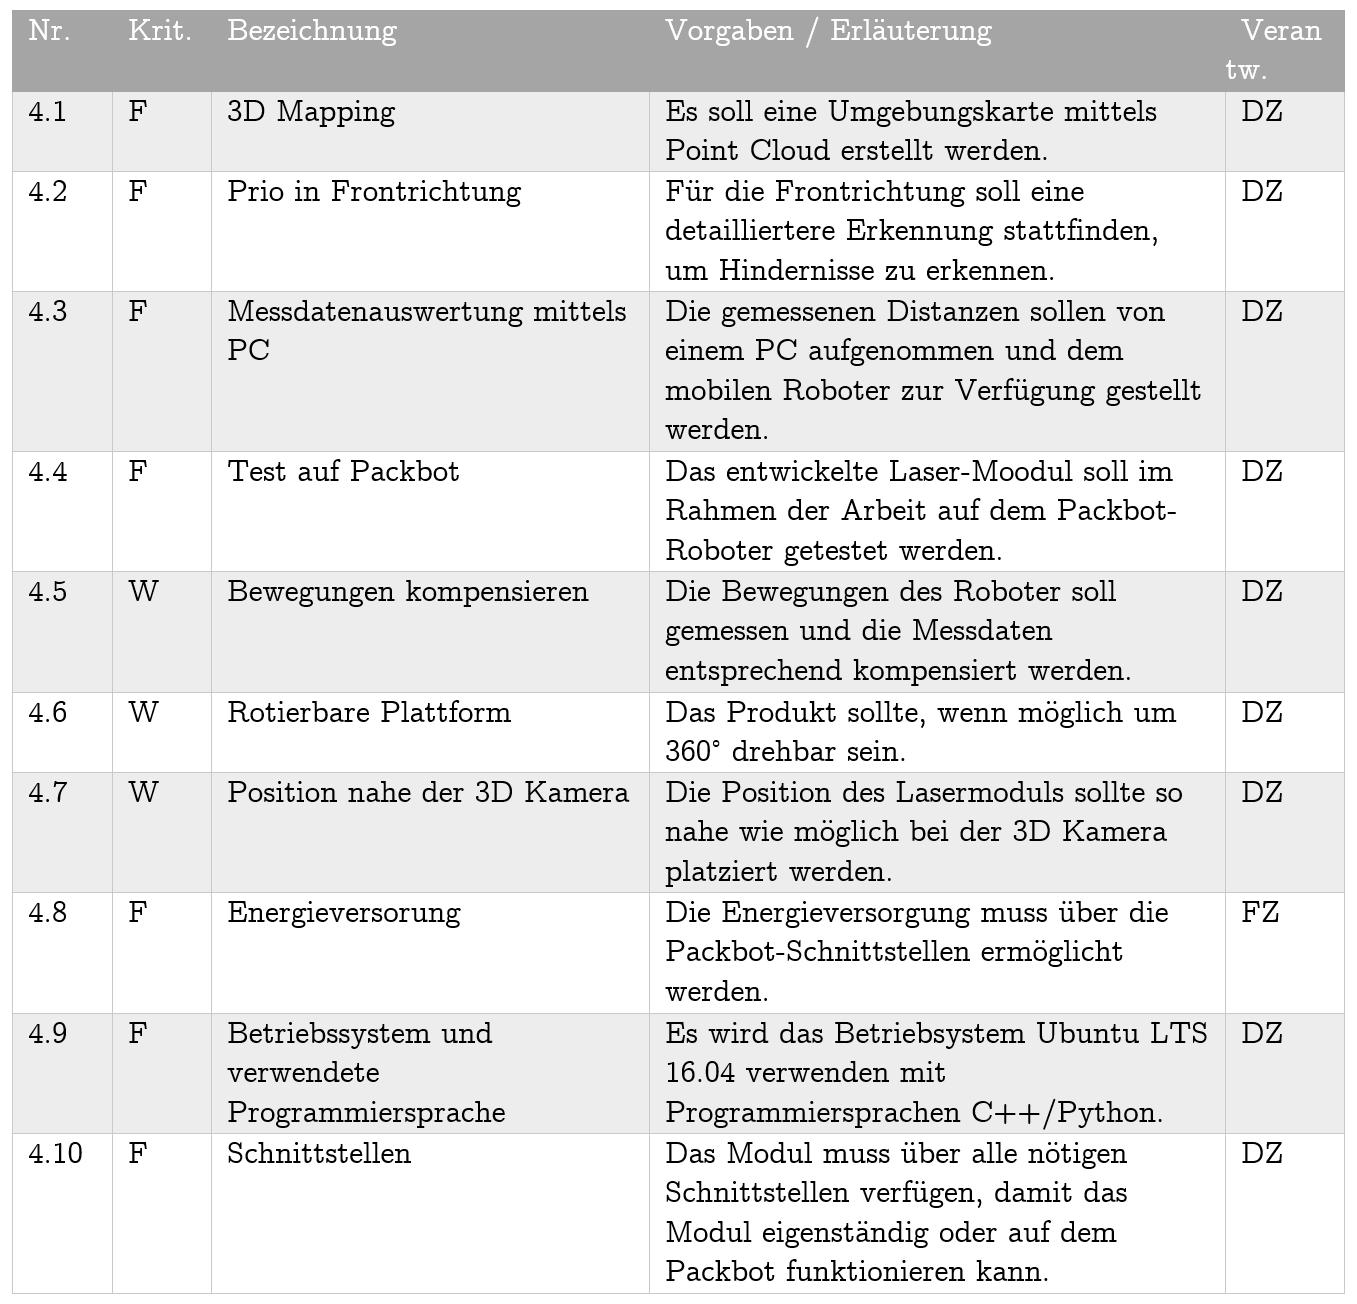 Nr. Krit. Bezeichnung Vorgaben / Erläuterung Veran
tw.
4.1 F 3D Mapping Es soll eine Umgebungskarte mittels DZ
Point Cloud erstellt werden.
4.2 F Prio in Frontrichtung Für die Frontrichtung soll eine DZ
detailliertere Erkennung stattfinden,
um Hindernisse zu erkennen.
4.3 F Messdatenauswertung mittels Die gemessenen Distanzen sollen von DZ
PC einem PC aufgenommen und dem
mobilen Roboter zur Verfügung gestellt
werden.
4.4 F Test auf Packbot Das entwickelte Laser-Moodul soll im DZ
Rahmen der Arbeit auf dem Packbot-
Roboter getestet werden.
4.5 W Bewegungen kompensieren Die Bewegungen des Roboter soll DZ
gemessen und die Messdaten
entsprechend kompensiert werden.
4.6 W Rotierbare Plattform Das Produkt sollte, wenn möglich um DZ
360° drehbar sein.
4.7 W Position nahe der 3D Kamera Die Position des Lasermoduls sollte so DZ
nahe wie möglich bei der 3D Kamera
platziert werden.
4.8 F Energieversorung Die Energieversorgung muss über die FZ
Packbot-Schnittstellen ermöglicht
werden.
4.9 F Betriebssystem und Es wird das Betriebsystem Ubuntu LTS DZ
verwendete 16.04 verwenden mit
Programmiersprache Programmiersprachen C++/Python.
4.10 F Schnittstellen Das Modul muss über alle nötigen DZ
Schnittstellen verfügen, damit das
Modul eigenständig oder auf dem
Packbot funktionieren kann.